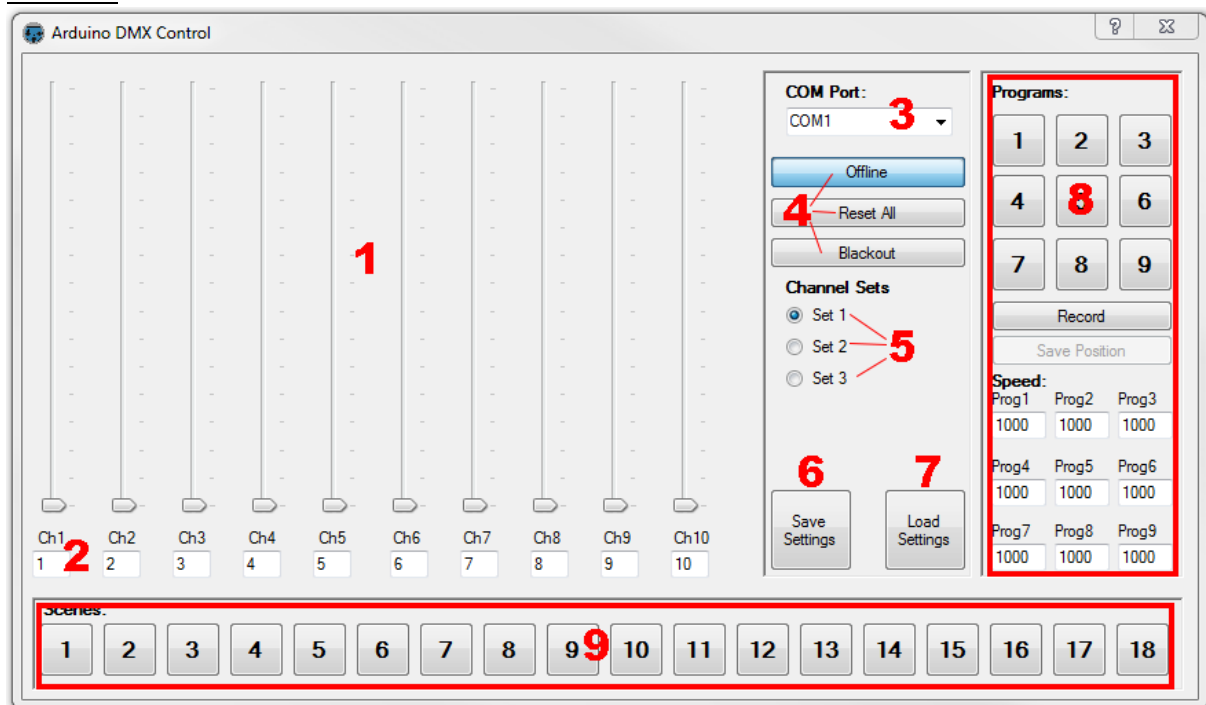 Arduino DMX Control
1
Ch1 Ch2 Ch3 Ch4 Ch5 Ch6 Ch7 Ch8 Ch9 Ch10
2
1 2 3 4 5 6 7 8 9 10
COM Port:
COM1
3
Offline
Reset All
Blackout
4
Channel Sets
Set 1
Set 2
Set 3
5
6
7
Save
Settings
Load
Settings
Programs:
1 2 3
4 6
8
7 8 9
Record
Save Position
Speed:
Prog1 Prog2 Prog3
1000 1000 1000
Prog4 Prog5 Prog6
1000 1000 1000
Prog7 Prog8 Prog9
1000 1000 1000
Scenes:
1 2 3 4 5 6 7 8 9 10 11 12 13 14 15 16 17 18
9